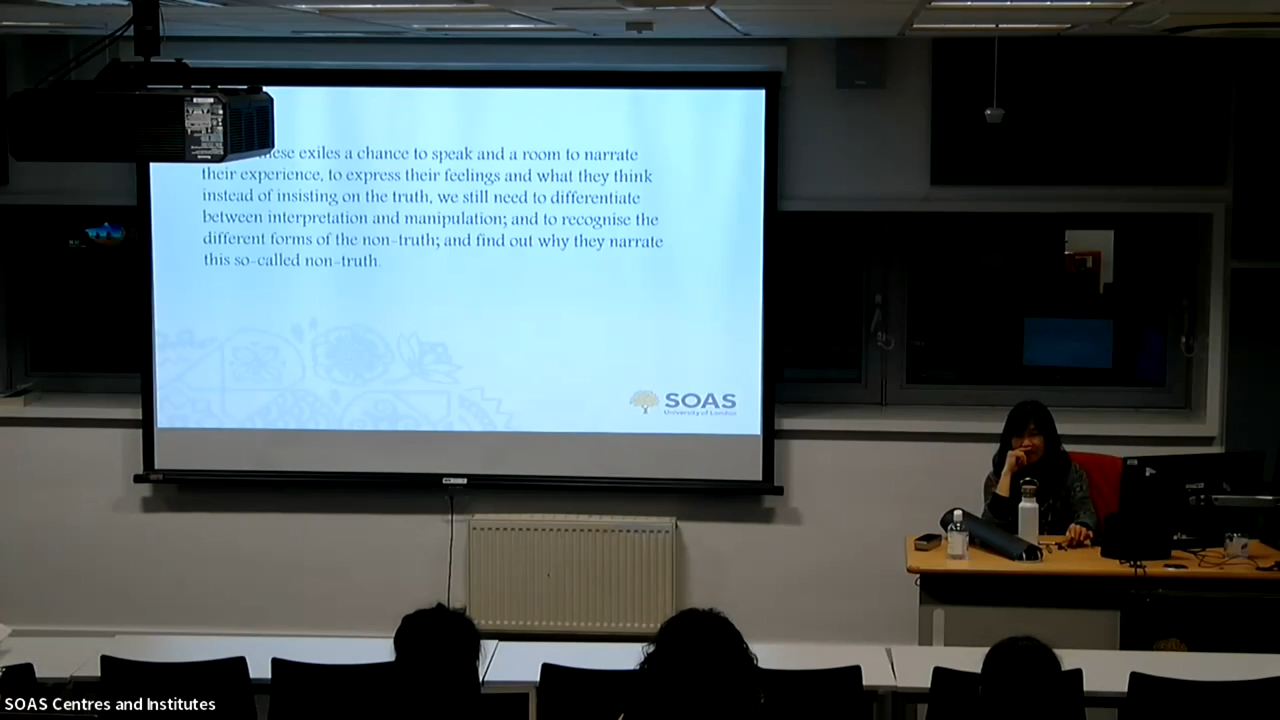 these exiles a chance to speak and a room to narrate
their experience, to express their feelings and what they think
instead of insisting on the truth, we still need to differentiate
between interpretation and manipulation; and to recognise the
different forms of the non-truth; and find out why they narrate
this so-called non-truth.
SOAS
University of London
SOAS Centres and Institutes